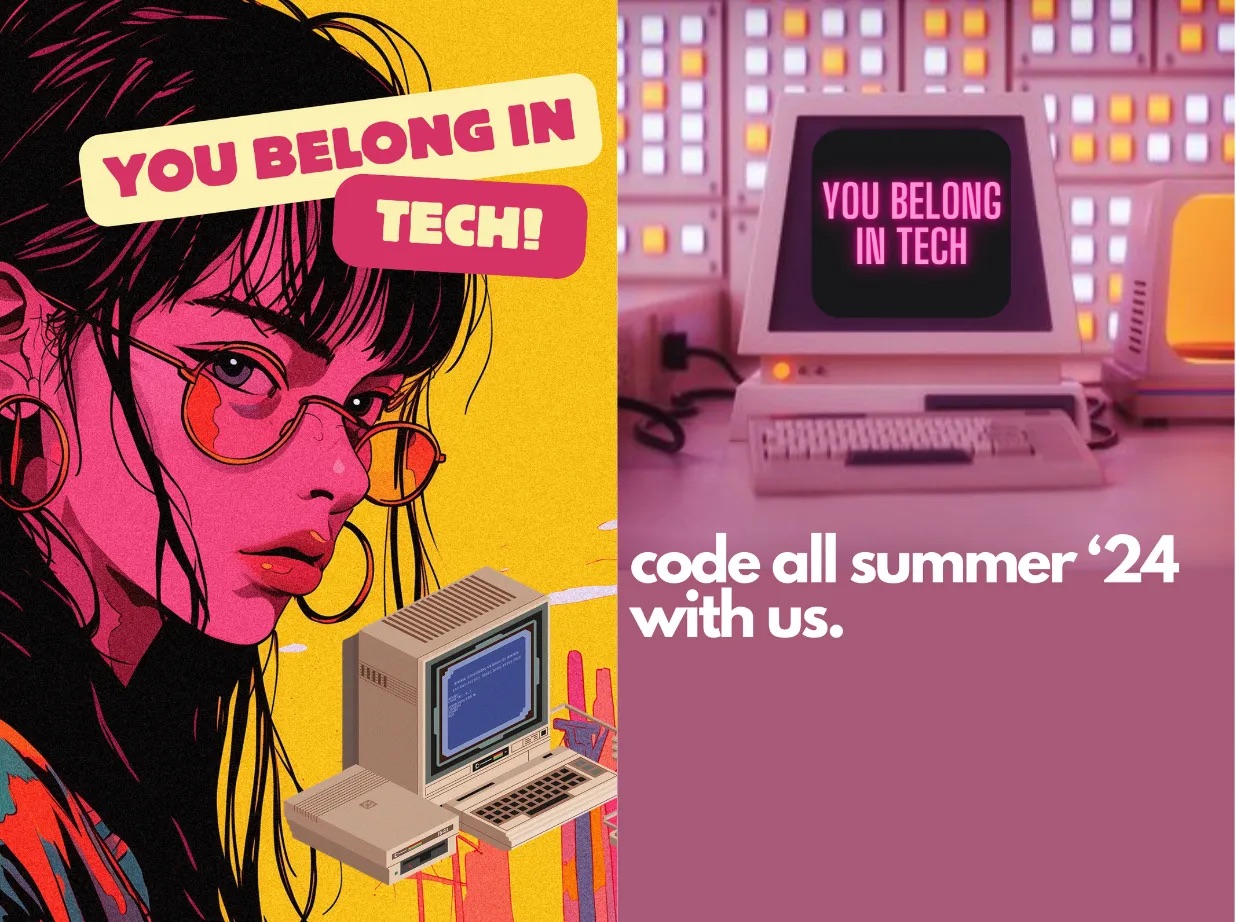 YOU BELONG IN
TECH!
YOU BELONG
IN TECH
code all summer ‘24
with us.